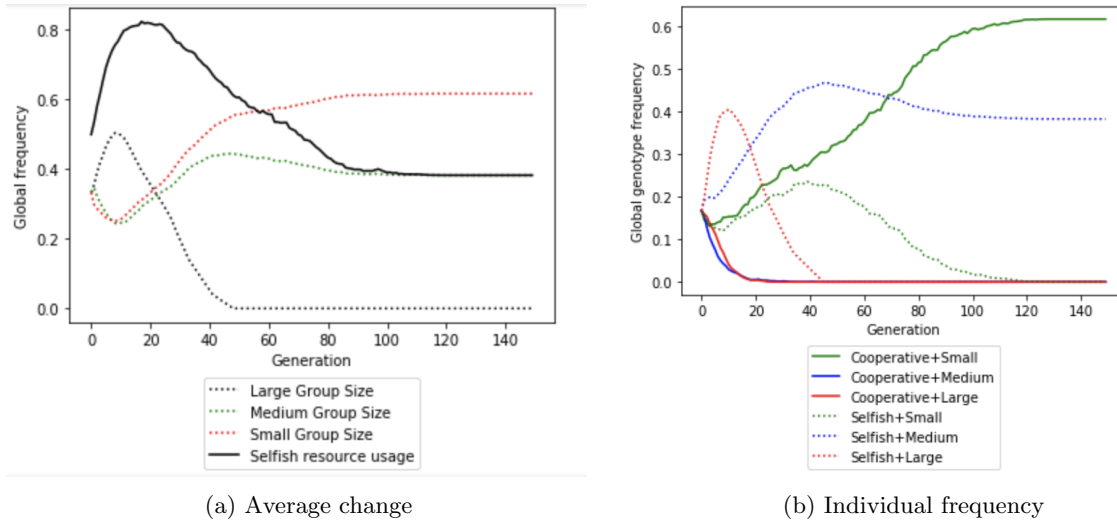 0.8
0.6
0.4
0.2
0.0
Global frequency
0 20 40 60 80 100 120 140
Generation
Large Group Size
Medium Group Size
Small Group Size
Selfish resource usage
(a) Average change
0.6
0.5
0.4
0.3
0.2
0.1
0.0
Global genotype frequency
0 20 40 60 80 100 120 140
Generation
Cooperative+Small
Cooperative+Medium
Cooperative+Large
Selfish+Small
Selfish+Medium
Selfish+Large
(b) Individual frequency